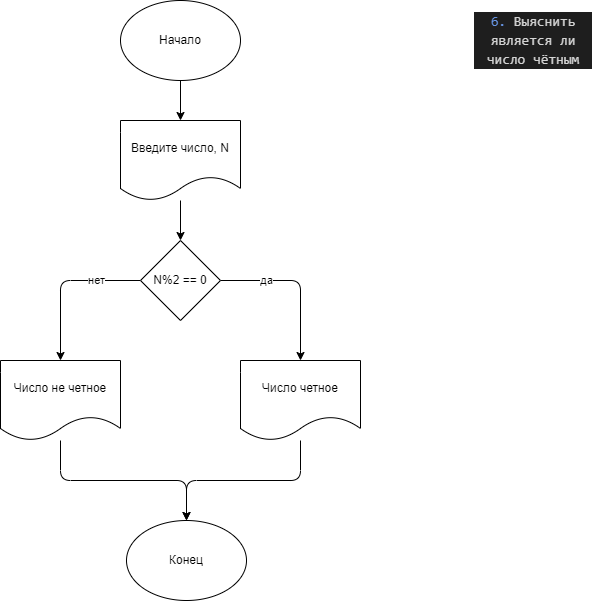 Начало
6. Выяснить
является ли
число чётным
Введите число, N
N%2 == 0
нет
да
Число не четное
Число четное
Конец